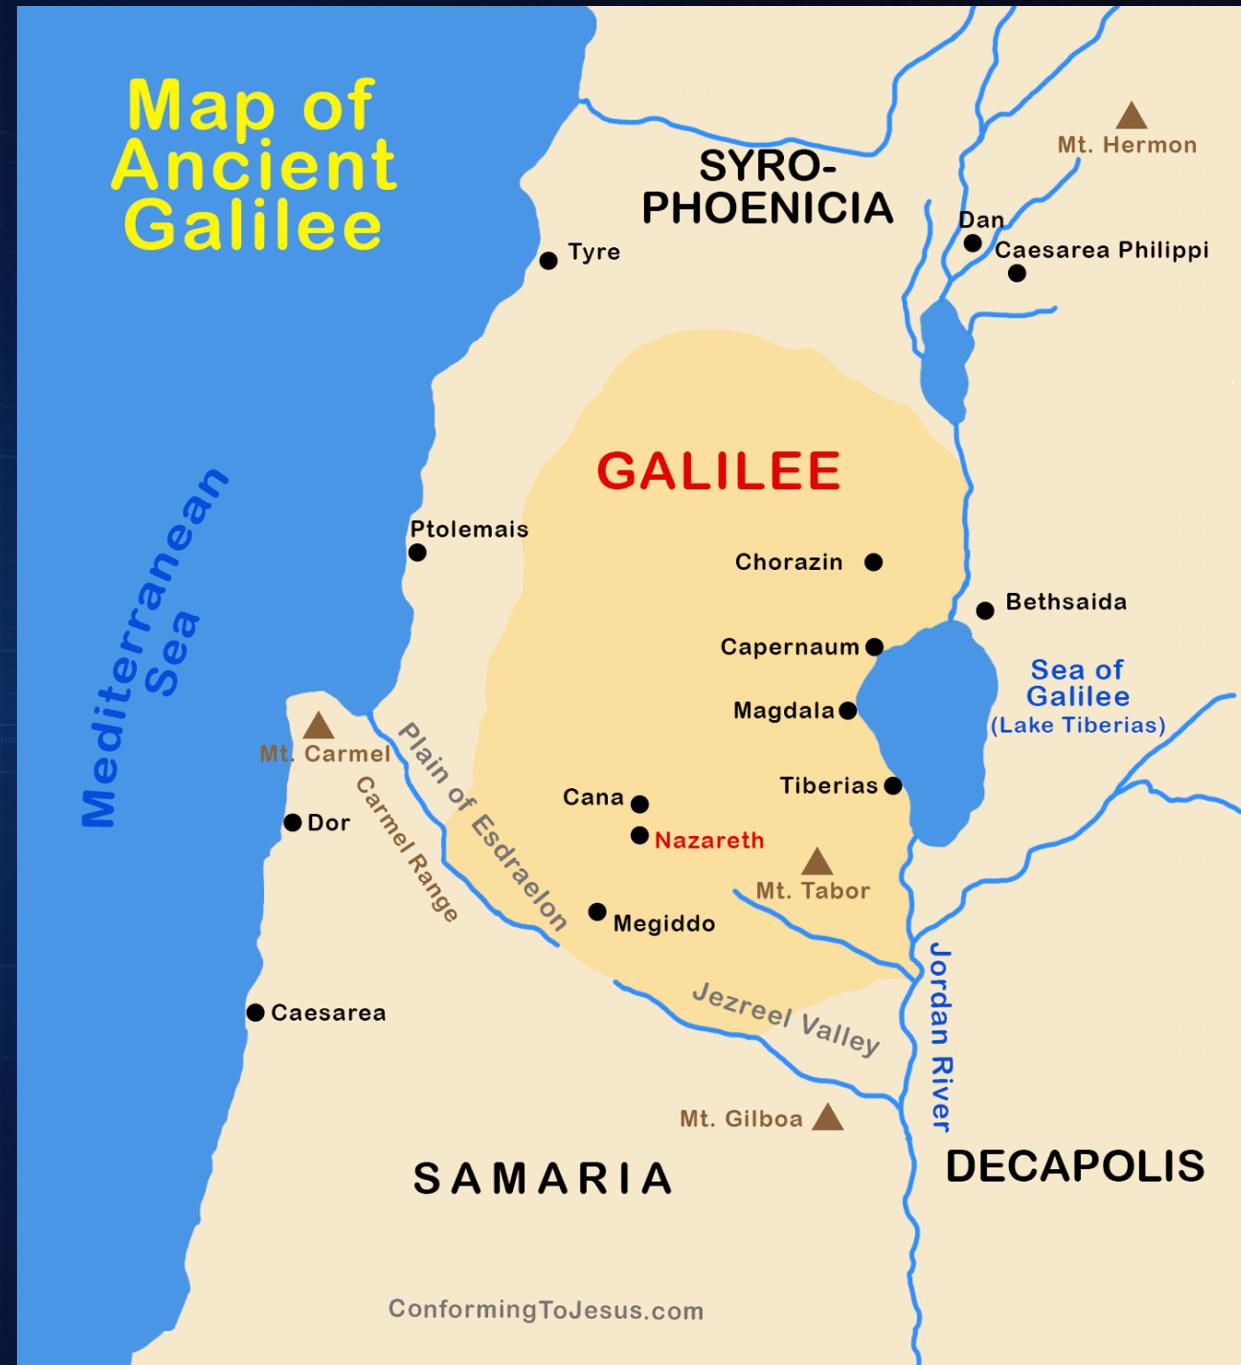 Map of
Ancient
Galilee
Mt. Hermon
SYRO-
PHOENICIA
Dan
Caesarea Philippi
Tyre
GALILEE
Ptolemais
Chorazin
Bethsaida
Capernaum
Mediterranean
Sea
Sea of
Galilee
(Lake Tiberias)
Magdala
Mt. Carmel
Plain of Esdraelon
Tiberias
Cana
Dor
Carmel Range
Nazareth
Mt. Tabor
Megiddo
Jordan River
Jezreel Valley
Caesarea
Mt. Gilboa
SAMARIA
DECAPOLIS
ConformingToJesus.com